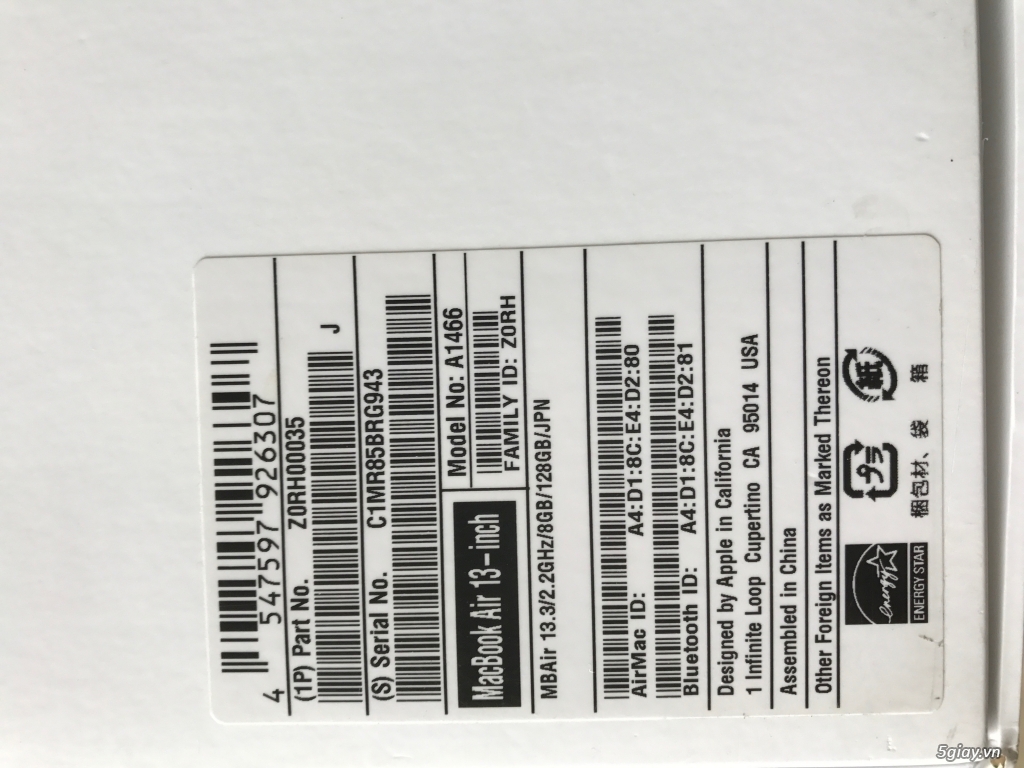 4 547597 926307
(1P) Part No. Z0RH00035 J
(S) Serial No. C1MR85BRG943
MacBook Air 13-inch
Model No: A1466
FAMILY ID: Z0RH
MBAir 13.3/2.2GHz/8GB/128GB/JPN
AirMac ID: A4:D1:8C:E4:D2:80
Bluetooth ID: A4:D1:8C:E4:D2:81
Designed by Apple in California
1 Infinite Loop Cupertino CA 95014 USA
Assembled in China
Other Foreign Items as Marked Thereon
energy
ENERGY STAR
プラ
紙
梱包材、袋 箱
5giay.vn